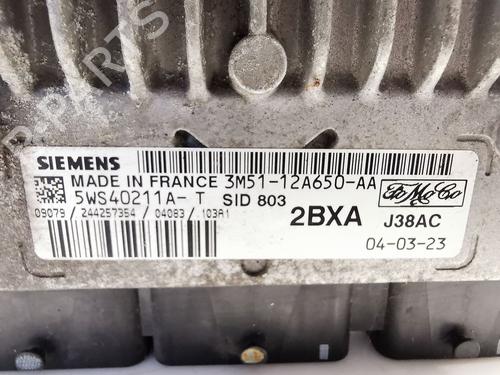 SIEMENS
MADE IN FRANCE 3M51-12A650-AA
5WS40211A- T SID 803
2BXA J38AC
09079 / 244257354 / 04083 / 103A1
04-03-23
FoMoCo